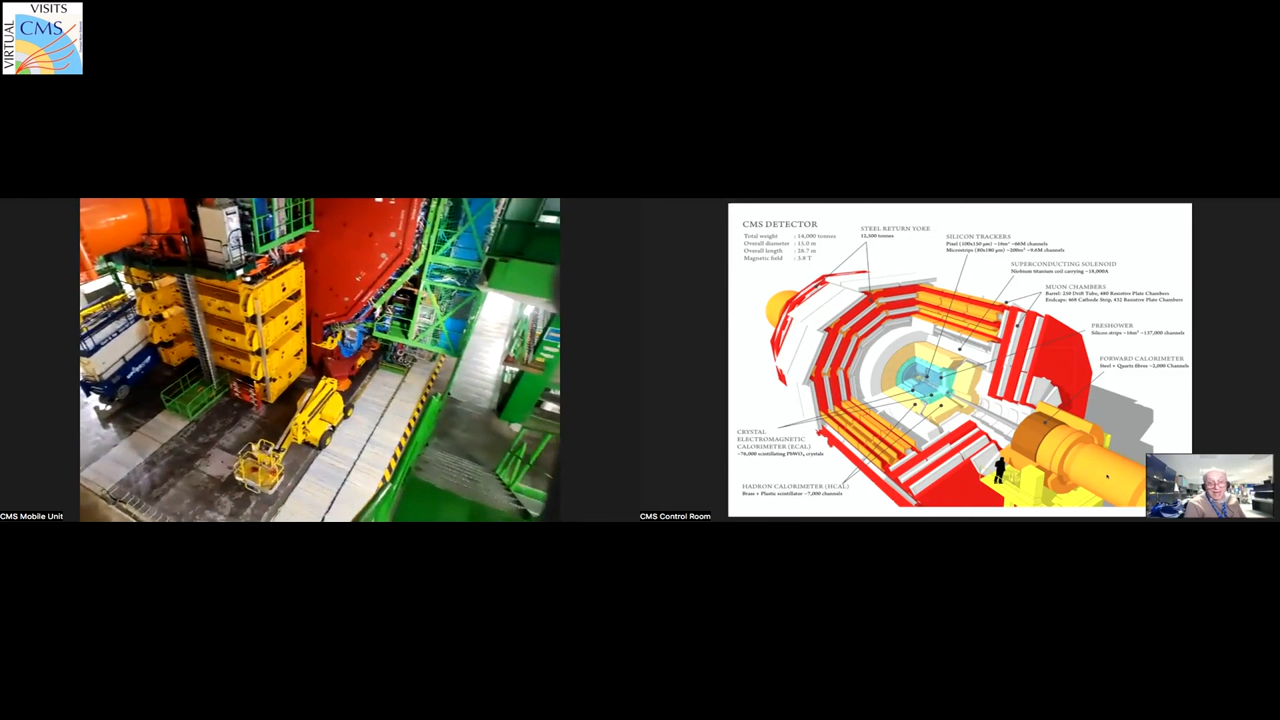 VISITS
CMS
VIRTUAL
CMS DETECTOR
Total weight : 14,000 tonnes
Overall diameter : 15.0 m
Overall length : 28.7 m
Magnetic field : 3.8 T
STEEL RETURN YOKE
12,500 tonnes
SILICON TRACKERS
Pixel (100x150 μm) ~16m² ~66M channels
Microstrips (80x180 μm) ~200m² ~9.6M channels
SUPERCONDUCTING SOLENOID
Niobium titanium coil carrying ~18,000A
MUON CHAMBERS
Barrel: 250 Drift Tube, 480 Resistive Plate Chambers
Endcaps: 468 Cathode Strip, 432 Resistive Plate Chambers
PRESHOWER
Silicon strips ~16m² ~137,000 channels
FORWARD CALORIMETER
Steel + Quartz fibres ~2,000 Channels
CRYSTAL
ELECTROMAGNETIC
CALORIMETER (ECAL)
~76,000 scintillating PbWO₄ crystals
HADRON CALORIMETER (HCAL)
Brass + Plastic scintillator ~7,000 channels
CMS Mobile Unit
CMS Control Room